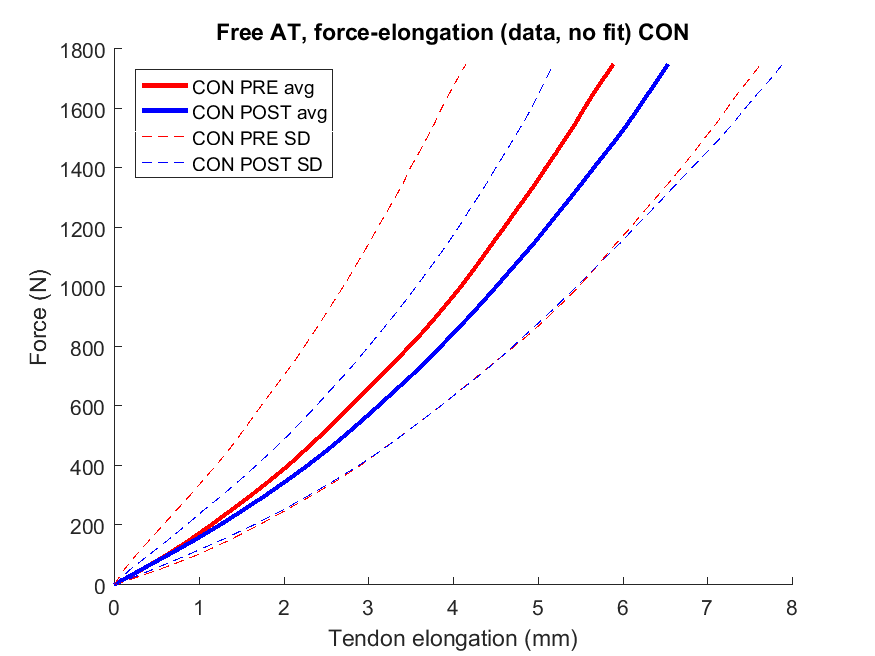 Free AT, force-elongation (data, no fit) CON
1800
1600
1400
1200
1000
800
600
400
200
0
Force (N)
CON PRE avg
CON POST avg
CON PRE SD
CON POST SD
0 1 2 3 4 5 6 7 8
Tendon elongation (mm)